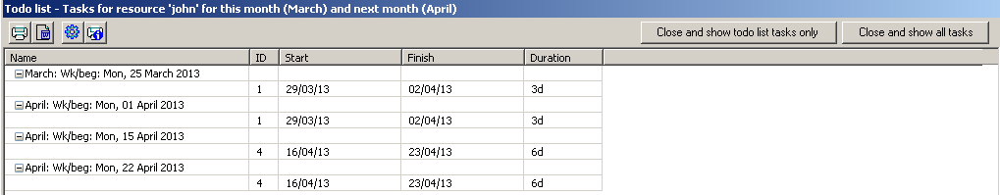 Todo list - Tasks for resource 'john' for this month (March) and next month (April)
Close and show todo list tasks only Close and show all tasks
Name ID Start Finish Duration
March: Wk/beg: Mon, 25 March 2013
1 29/03/13 02/04/13 3d
April: Wk/beg: Mon, 01 April 2013
1 29/03/13 02/04/13 3d
April: Wk/beg: Mon, 15 April 2013
4 16/04/13 23/04/13 6d
April: Wk/beg: Mon, 22 April 2013
4 16/04/13 23/04/13 6d